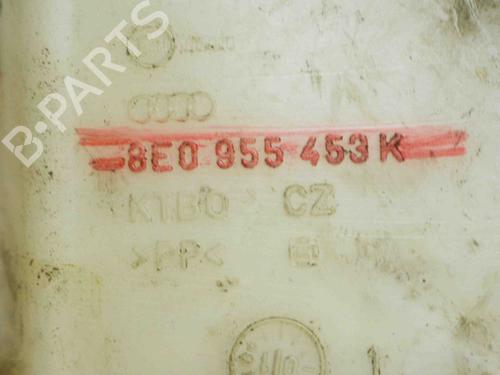 B-PARTS
8E0 955 453 K
KTBO CZ
>PP<